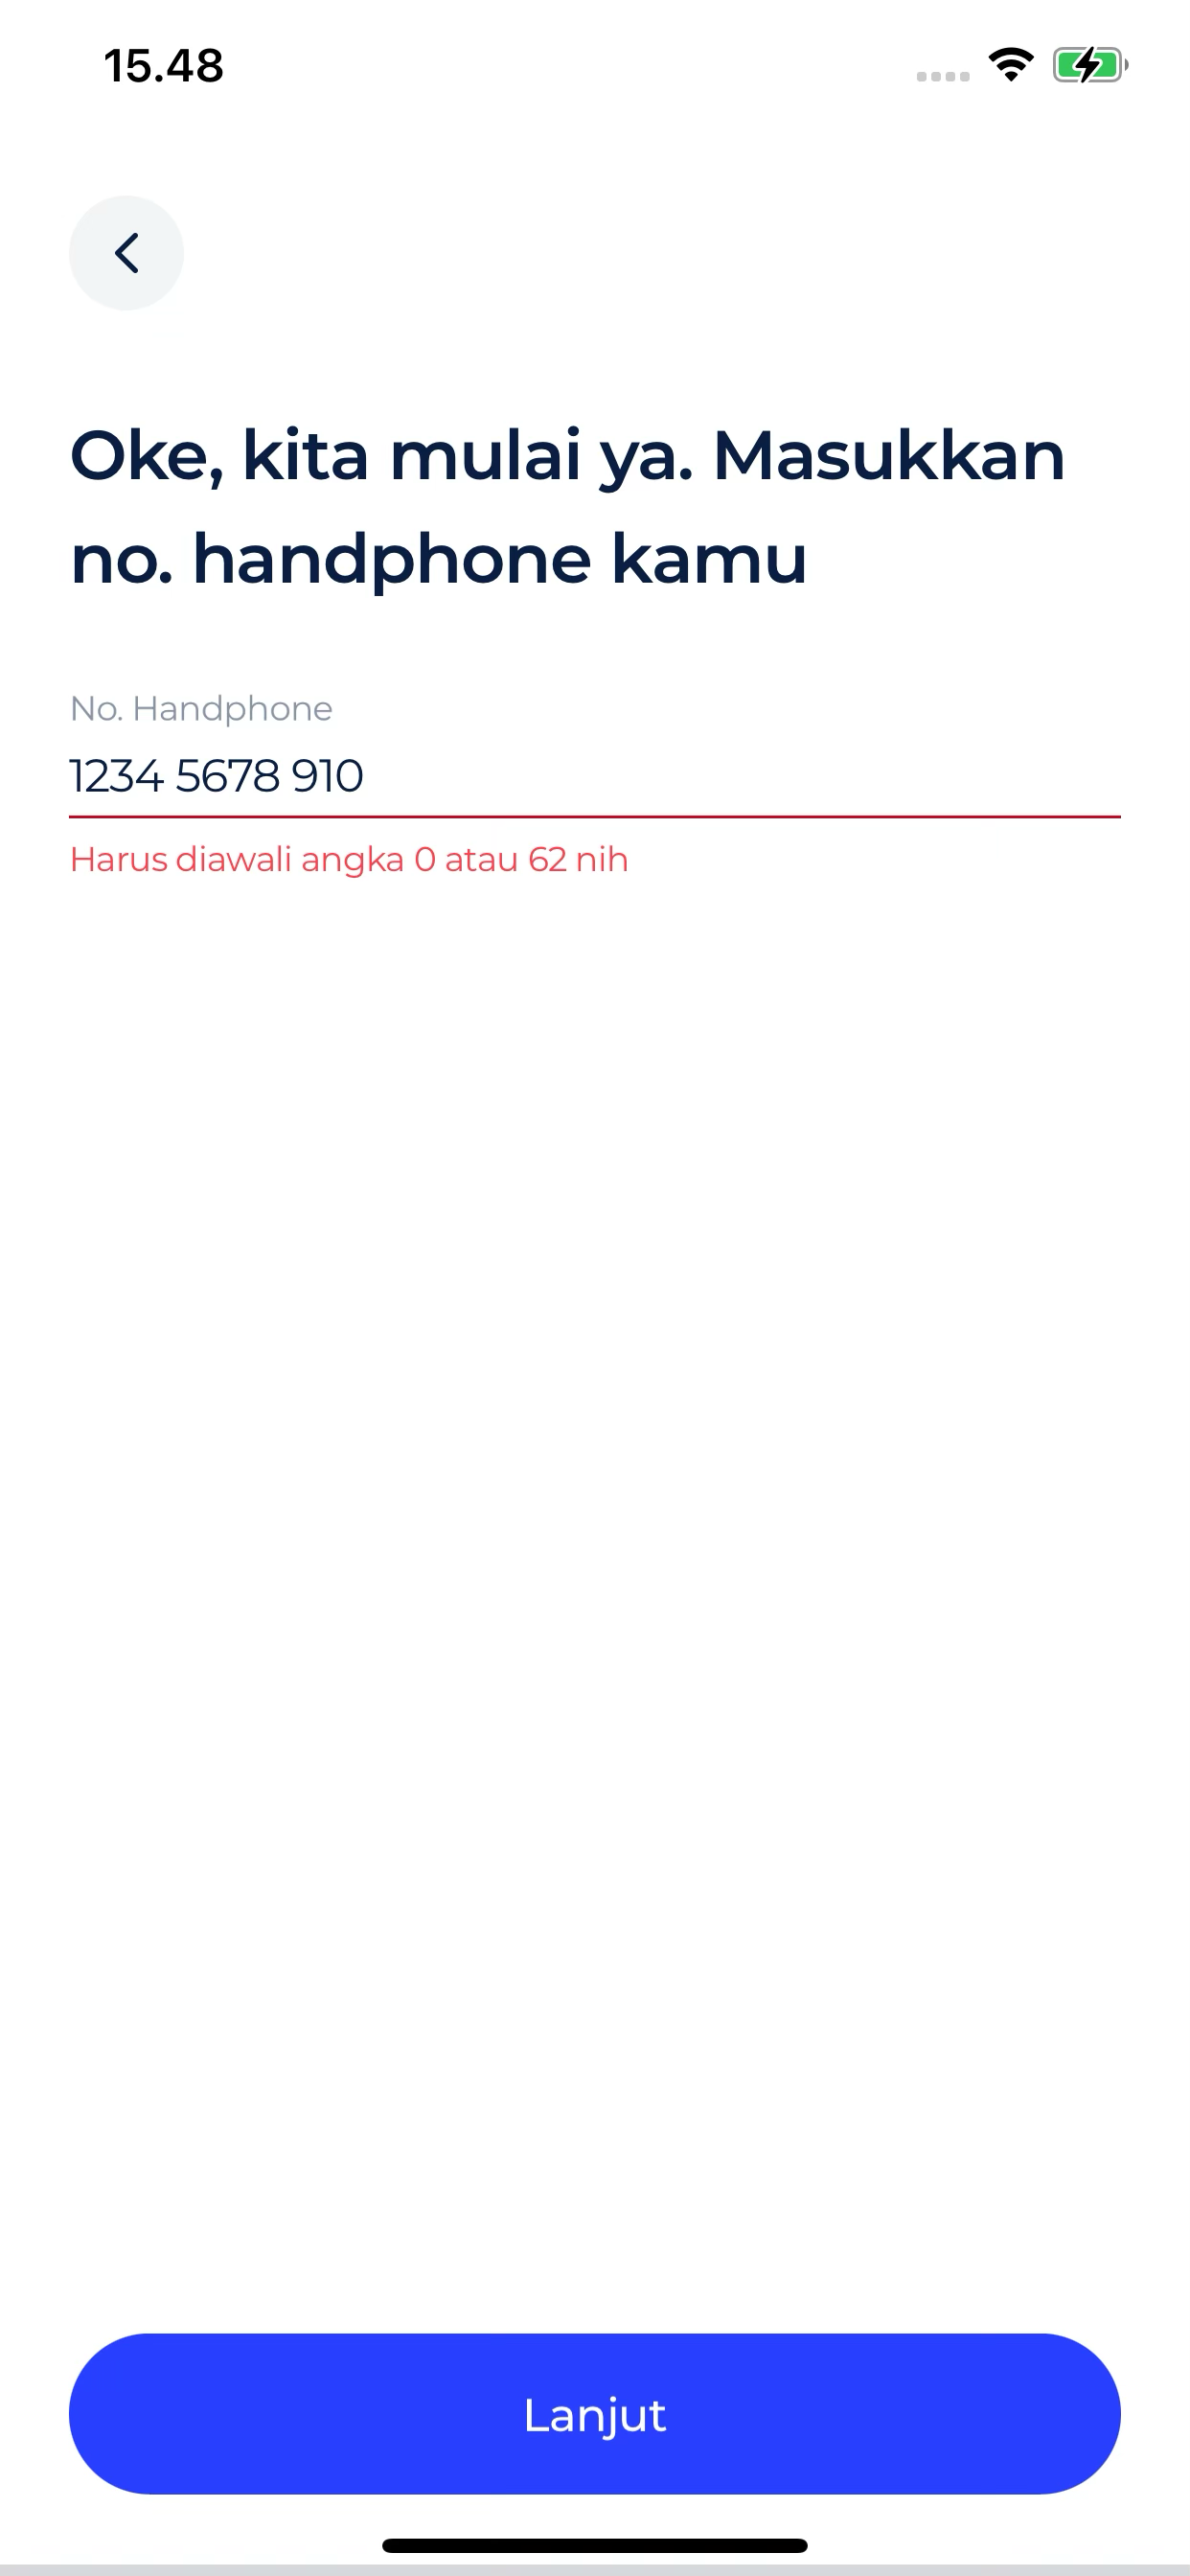 15.48
Oke, kita mulai ya. Masukkan
no. handphone kamu
No. Handphone
1234 5678 910
Harus diawali angka 0 atau 62 nih
Lanjut